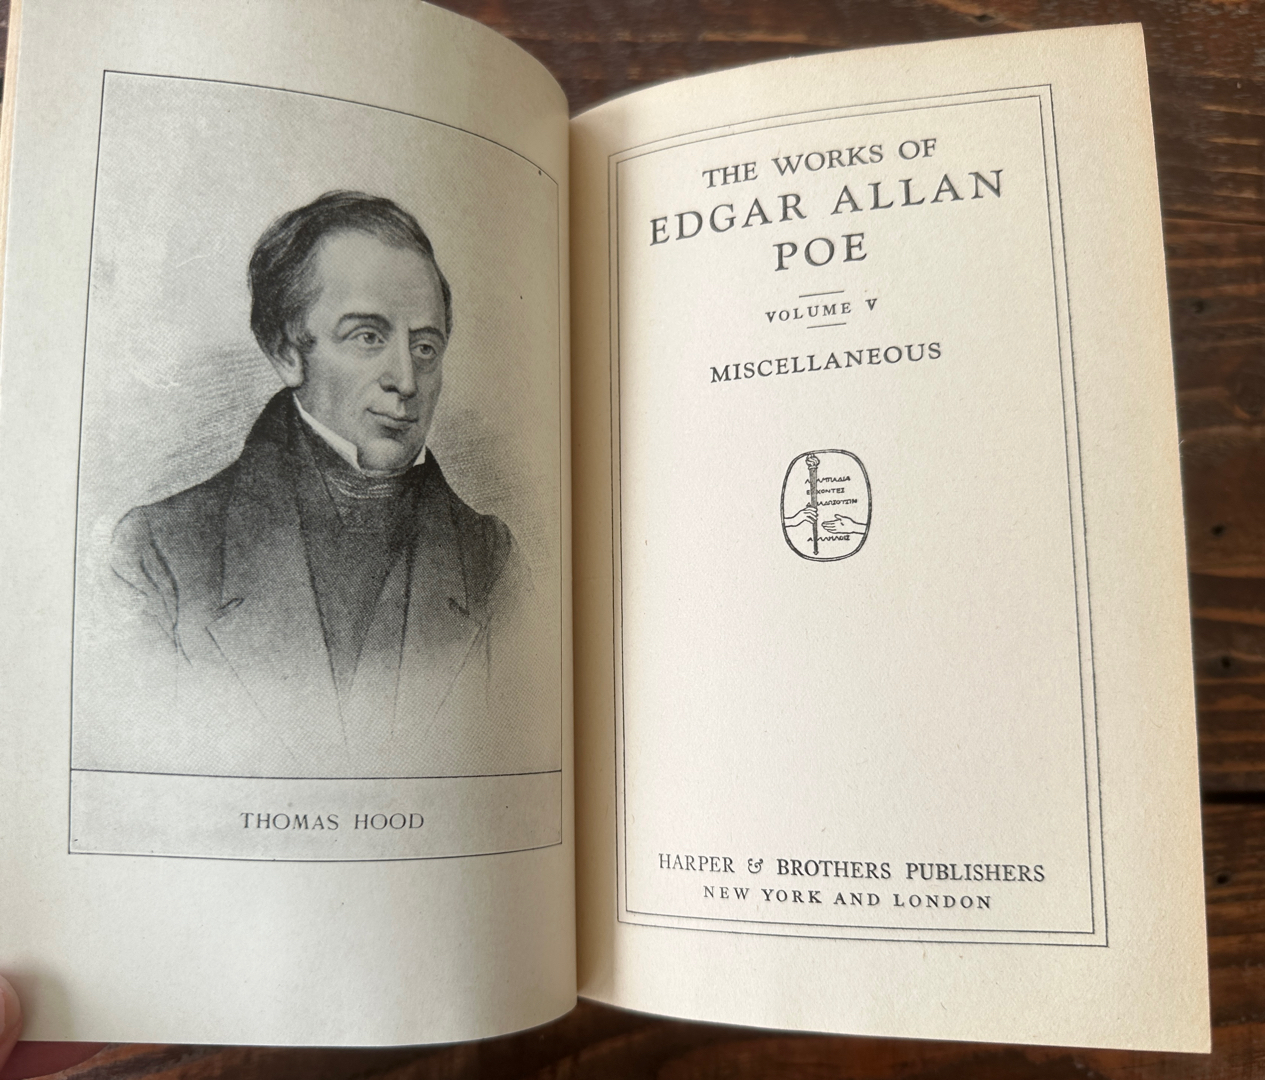 THOMAS HOOD
THE WORKS OF
EDGAR ALLAN
POE
VOLUME V
MISCELLANEOUS
HARPER & BROTHERS PUBLISHERS
NEW YORK AND LONDON